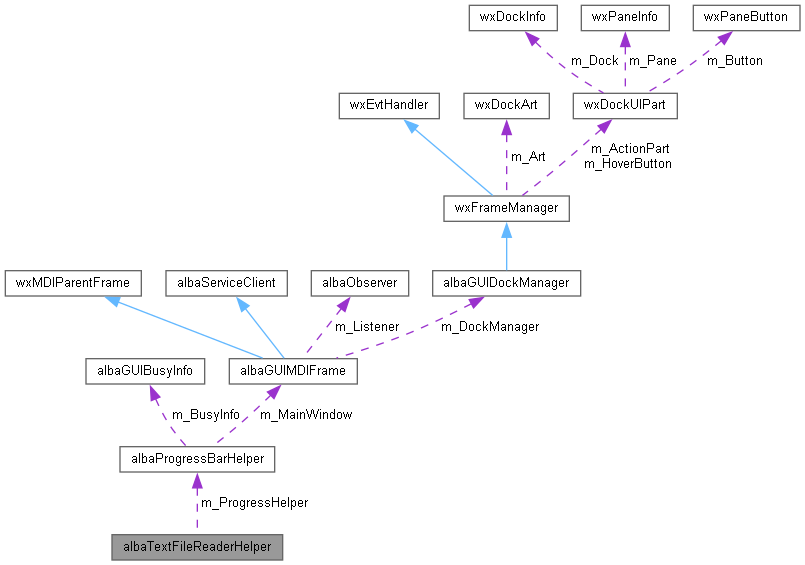 wxDockInfo
wxPaneInfo
wxPaneButton
m_Dock
m_Pane
m_Button
wxEvtHandler
wxDockArt
wxDockUIPart
m_Art
m_ActionPart
m_HoverButton
wxFrameManager
wxMDIParentFrame
albaServiceClient
albaObserver
albaGUIDockManager
m_Listener
m_DockManager
albaGUIBusyInfo
albaGUIMDIFrame
m_BusyInfo
m_MainWindow
albaProgressBarHelper
m_ProgressHelper
albaTextFileReaderHelper